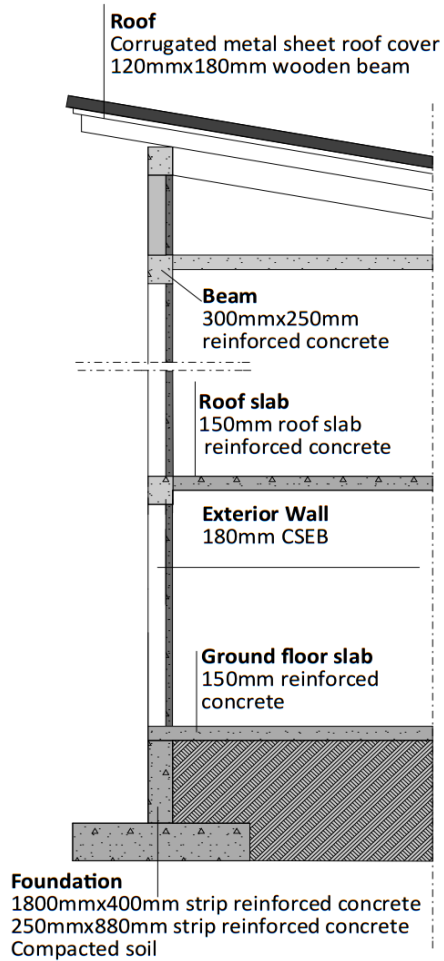 Roof
Corrugated metal sheet roof cover
120mmx180mm wooden beam
Beam
300mmx250mm
reinforced concrete
Roof slab
150mm roof slab
reinforced concrete
Exterior Wall
180mm CSEB
Ground floor slab
150mm reinforced
concrete
Foundation
1800mmx400mm strip reinforced concrete
250mmx880mm strip reinforced concrete
Compacted soil